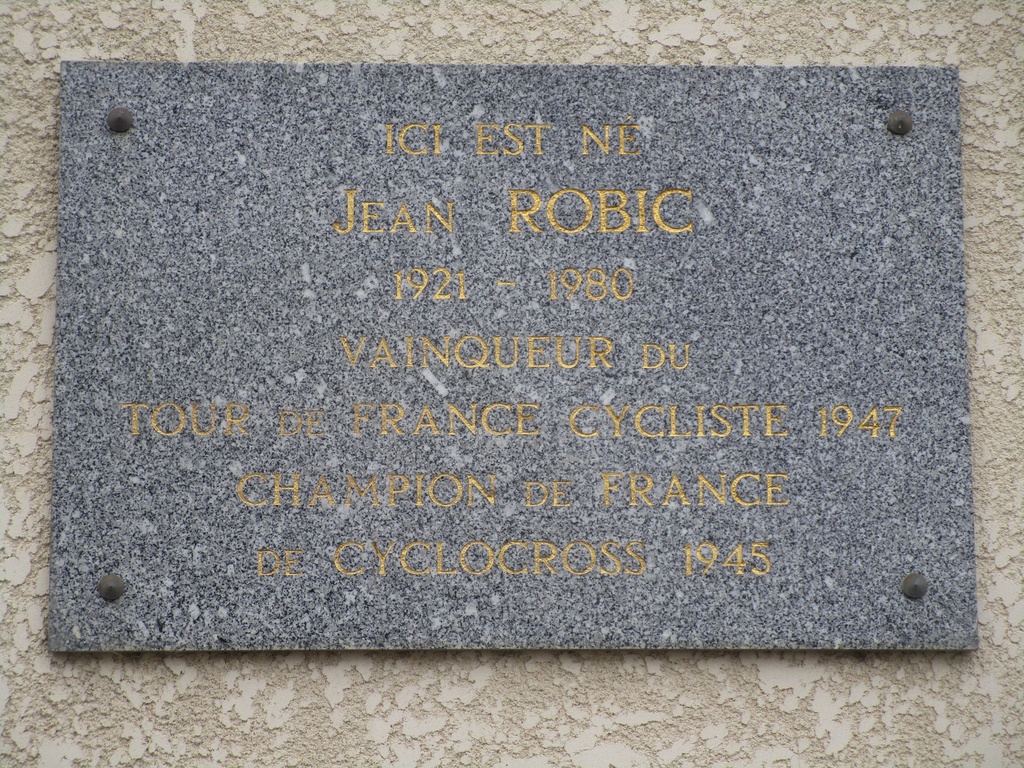 ICI EST NÉ
JEAN ROBIC
1921 - 1980
VAINQUEUR DU
TOUR DE FRANCE CYCLISTE 1947
CHAMPION DE FRANCE
DE CYCLOCROSS 1945